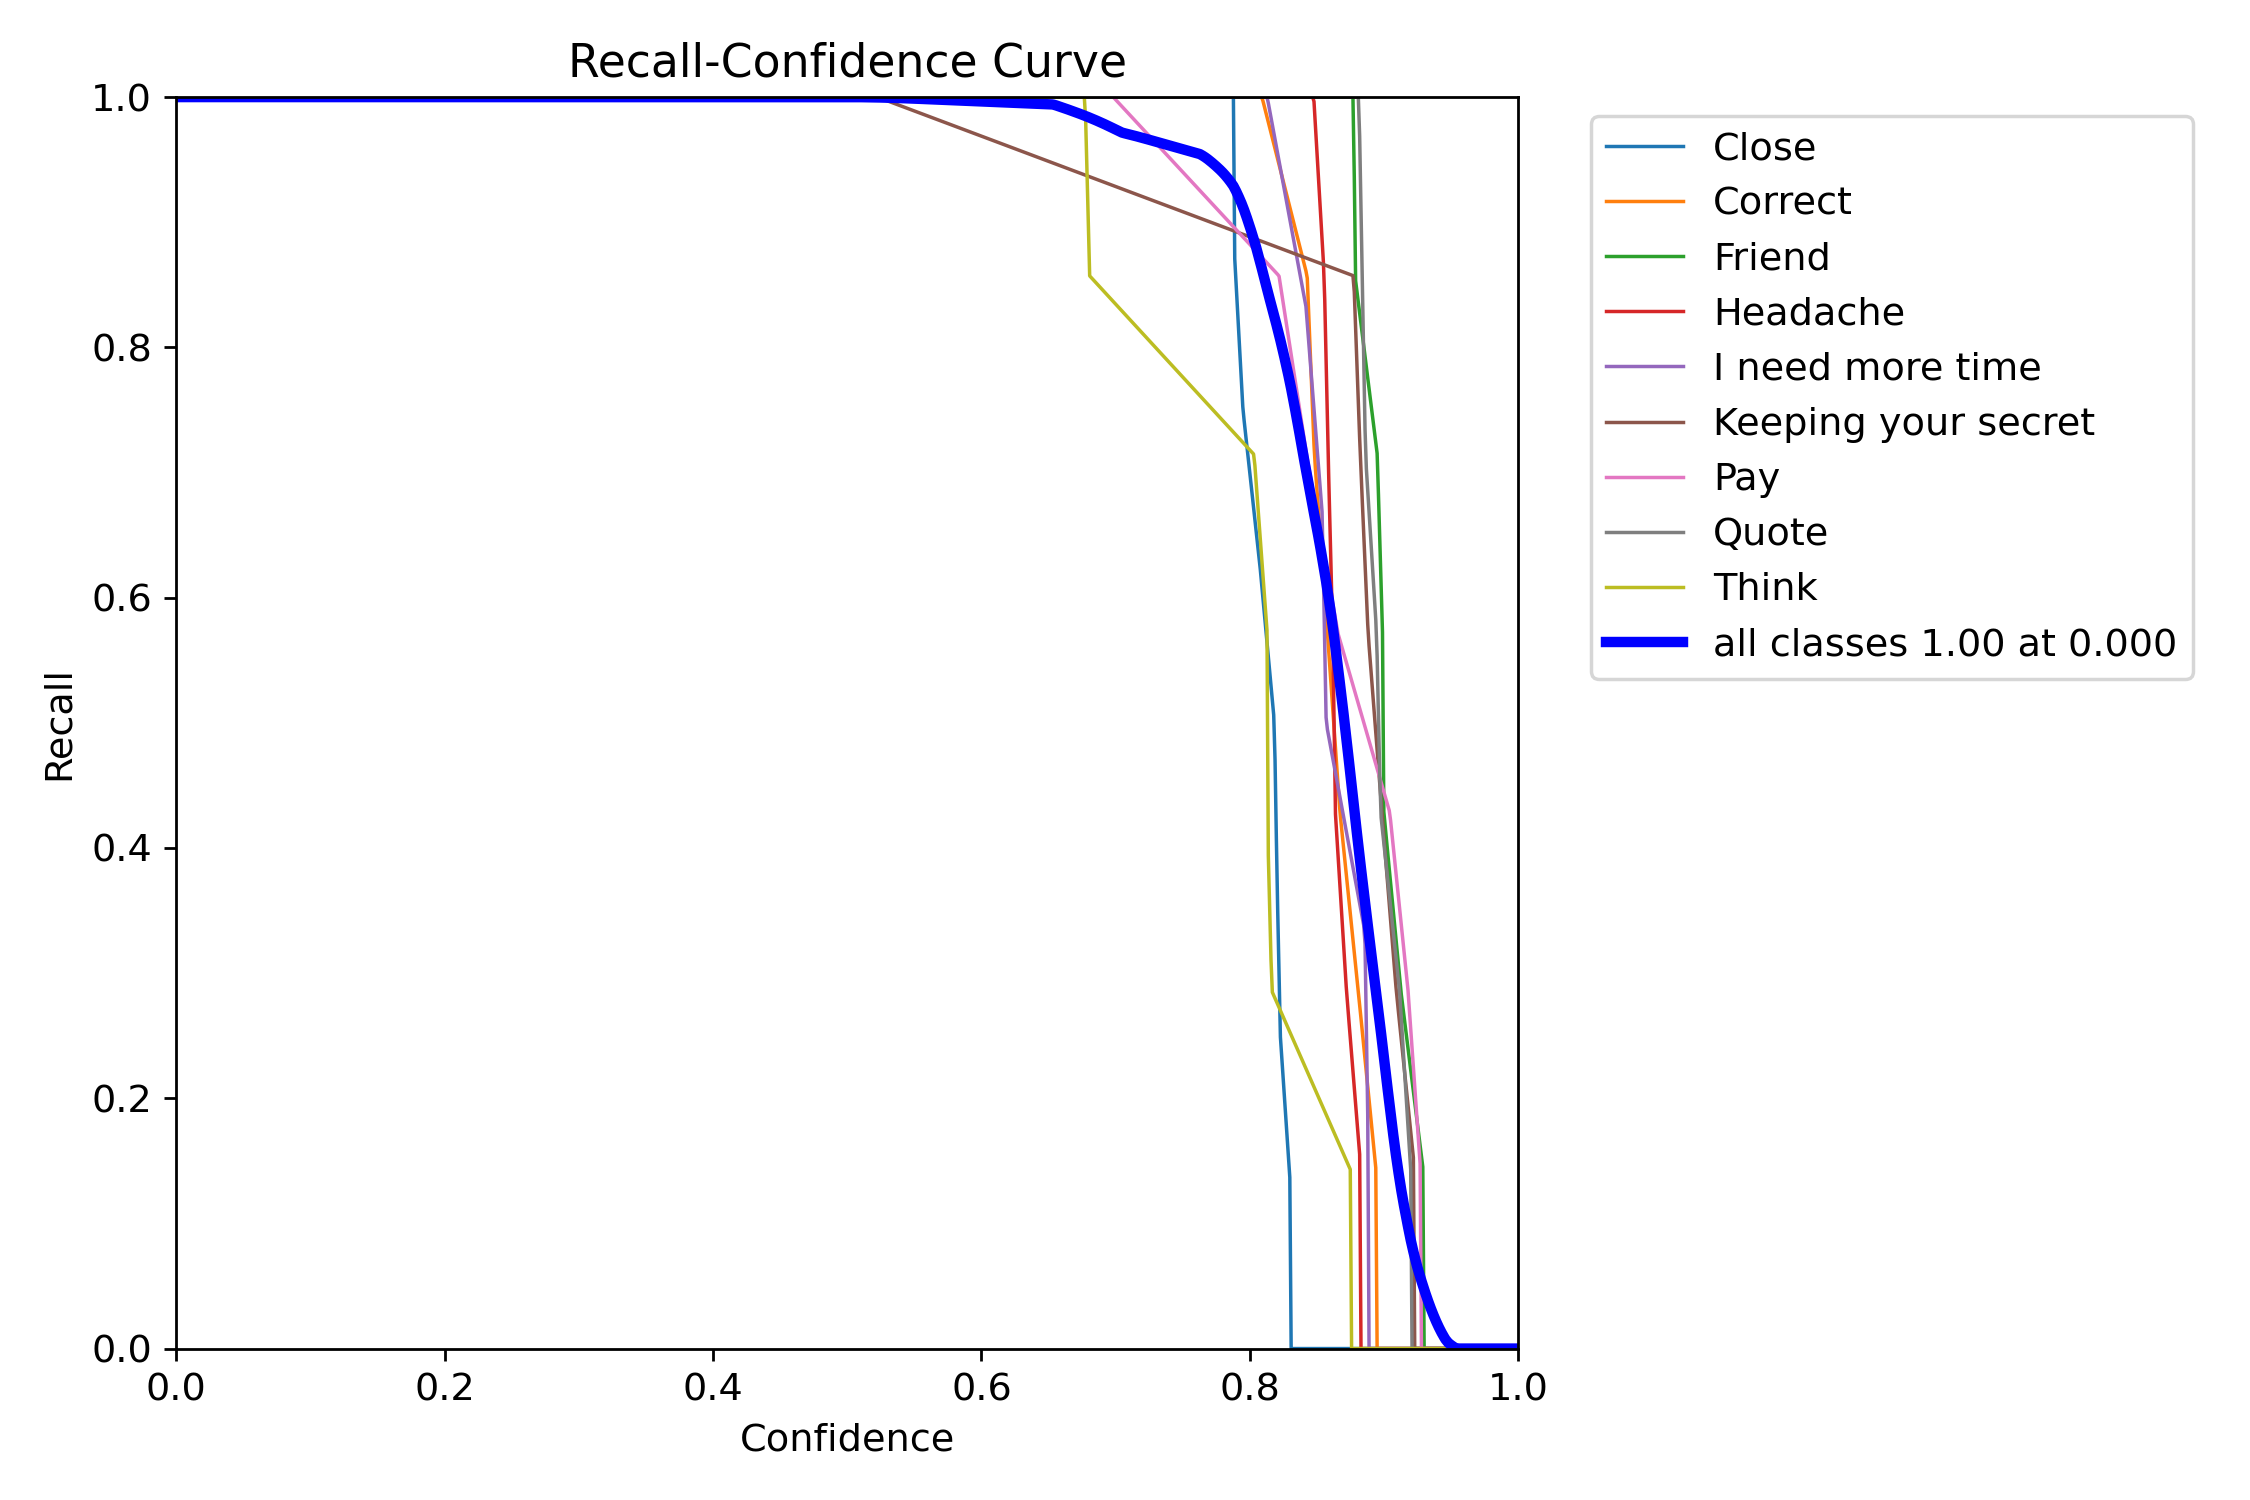 Recall-Confidence Curve
1.0
0.8
0.6
0.4
0.2
0.0
Recall
0.0 0.2 0.4 0.6 0.8 1.0
Confidence
Close
Correct
Friend
Headache
I need more time
Keeping your secret
Pay
Quote
Think
all classes 1.00 at 0.000